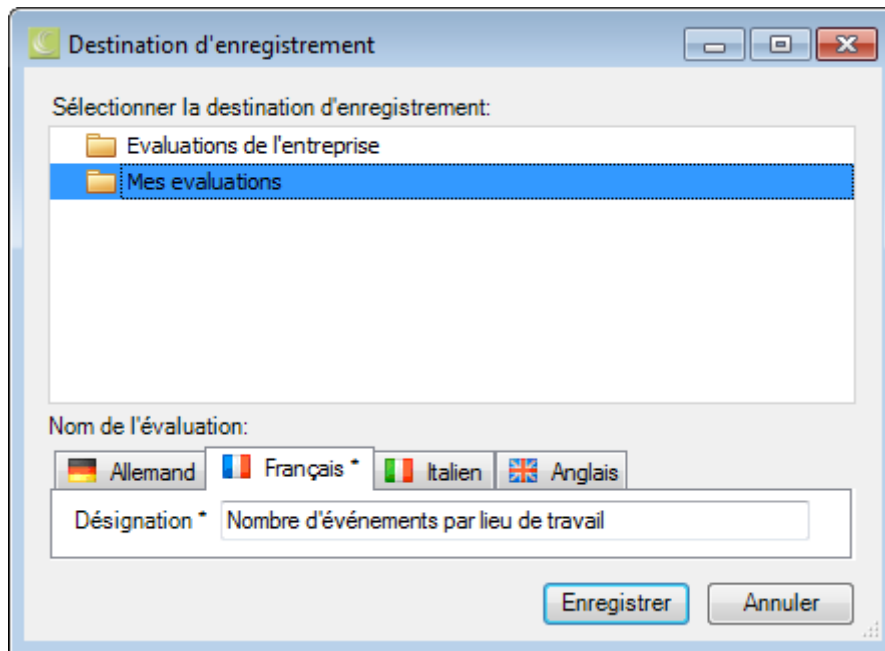 Destination d'enregistrement
Sélectionner la destination d'enregistrement:
Evaluations de l'entreprise
Mes evaluations
Nom de l'évaluation:
Allemand Français * Italien Anglais
Désignation * Nombre d'événements par lieu de travail
Enregistrer Annuler